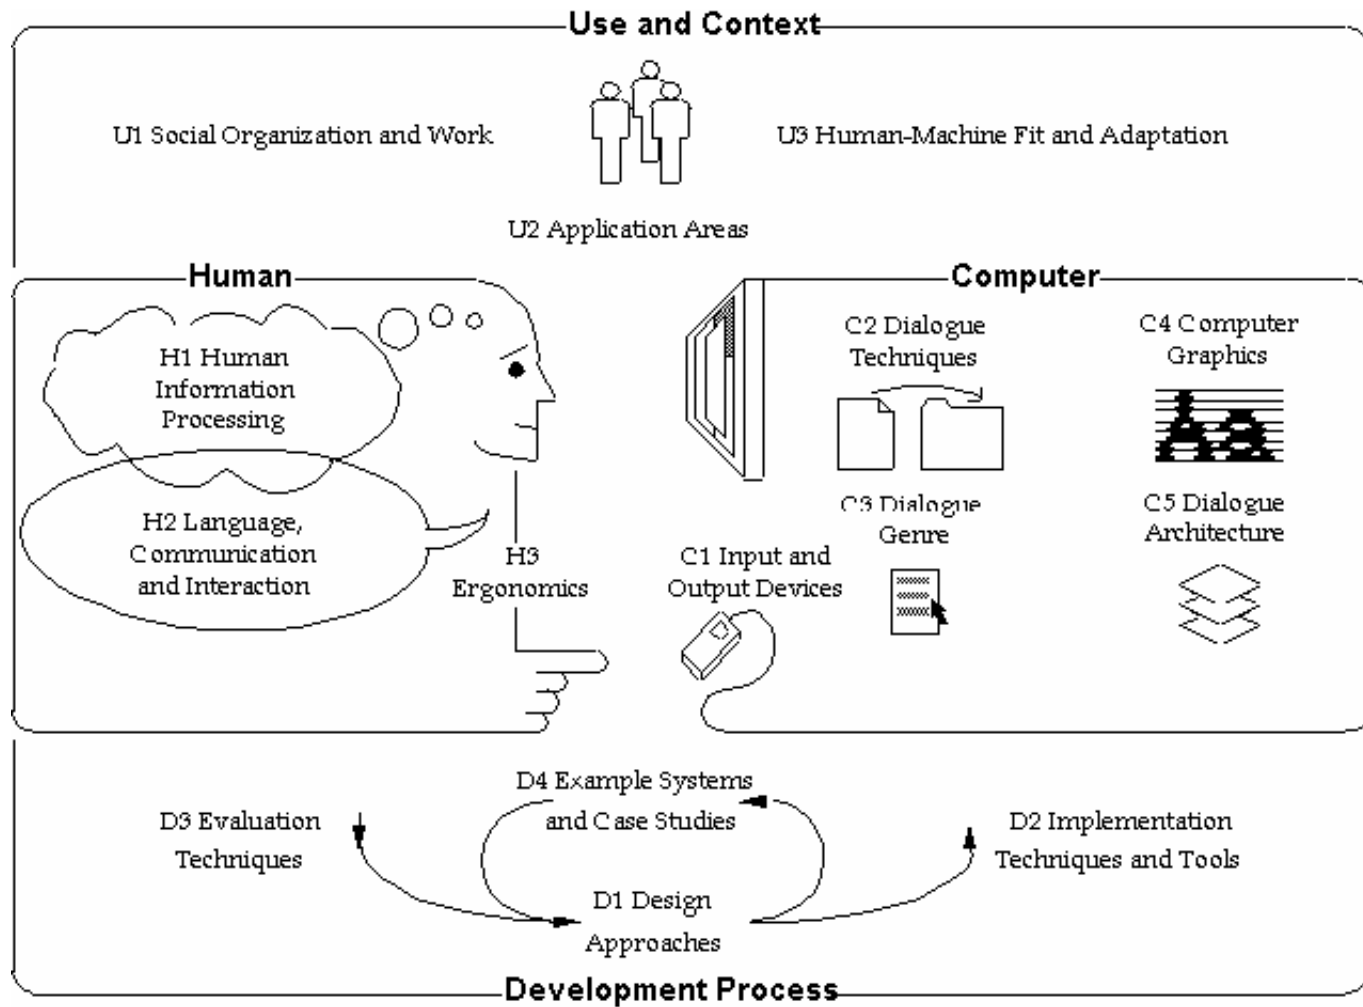 Use and Context
U1 Social Organization and Work
U3 Human-Machine Fit and Adaptation
U2 Application Areas
Human
H1 Human
Information
Processing
H2 Language,
Communication
and Interaction
H3
Ergonomics
Computer
C1 Input and
Output Devices
C2 Dialogue
Techniques
C3 Dialogue
Genre
C4 Computer
Graphics
C5 Dialogue
Architecture
D3 Evaluation
Techniques
D4 Example Systems
and Case Studies
D1 Design
Approaches
D2 Implementation
Techniques and Tools
Development Process